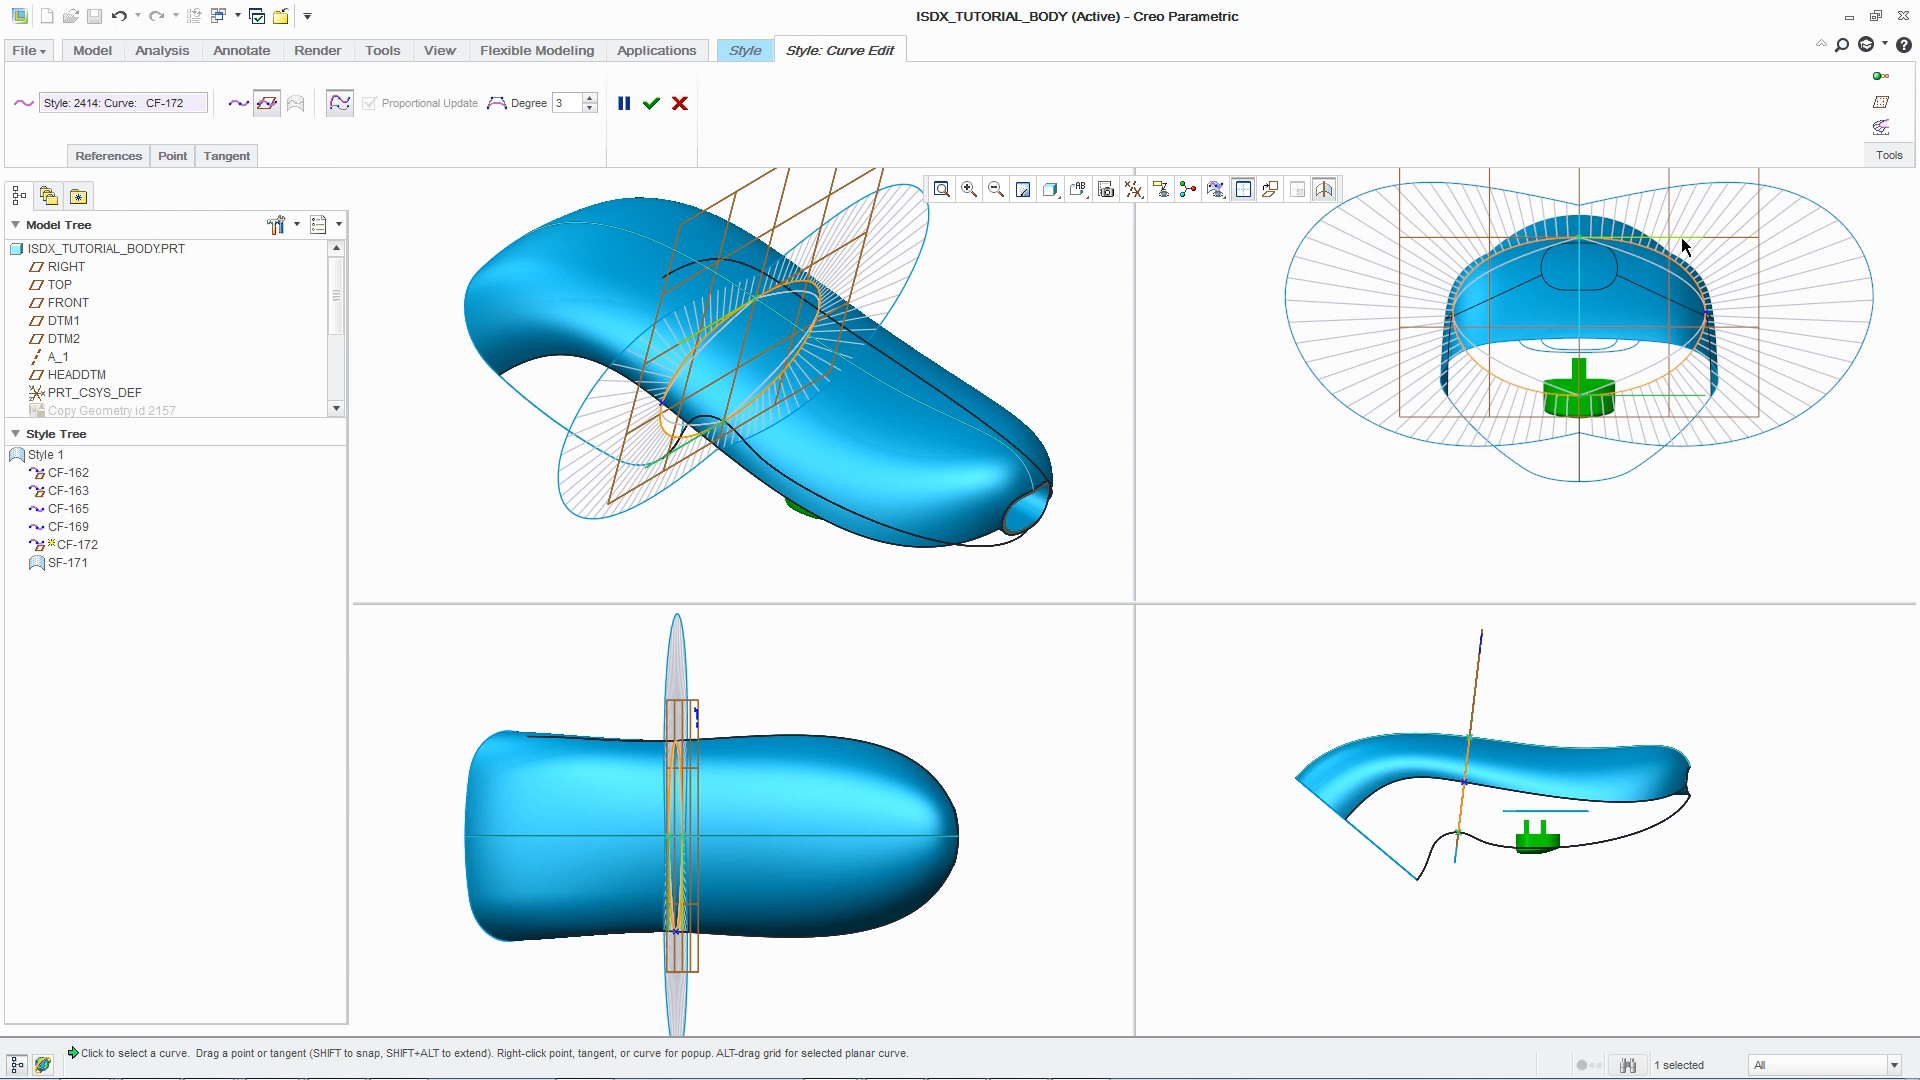 ISDX_TUTORIAL_BODY (Active) - Creo Parametric
File Model Analysis Annotate Render Tools View Flexible Modeling Applications Style Style: Curve Edit
Style: 2414: Curve: CF-172 Proportional Update Degree 3
References Point Tangent Tools
Model Tree
ISDX_TUTORIAL_BODY.PRT
RIGHT
TOP
FRONT
DTM1
DTM2
A_1
HEADDTM
PRT_CSYS_DEF
Copy Geometry id 2157
Style Tree
Style 1
CF-162
CF-163
CF-165
CF-169
CF-172
SF-171
Click to select a curve. Drag a point or tangent (SHIFT to snap, SHIFT+ALT to extend). Right-click point, tangent, or curve for popup. ALT-drag grid for selected planar curve.
1 selected All